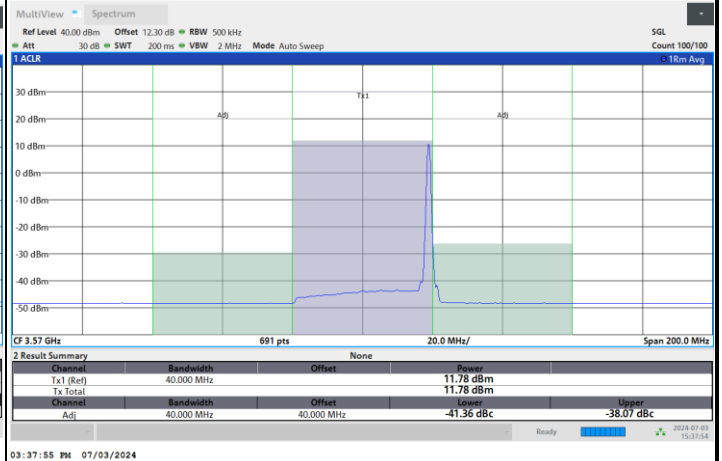 MultiView Spectrum
Ref Level 40.00 dBm Offset 12.30 dB RBW 500 kHz SGL
Att 30 dB SWT 200 ms VBW 2 MHz Mode Auto Sweep Count 100/100
1 ACLR 1Rm Avg
30 dBm
Tx1
20 dBm Adj Adj
10 dBm
0 dBm
-10 dBm
-20 dBm
-30 dBm
-40 dBm
-50 dBm
CF 3.57 GHz 691 pts 20.0 MHz/ Span 200.0 MHz
2 Result Summary None
Channel Bandwidth Offset Power
Tx1 (Ref) 40.000 MHz 11.78 dBm
Tx Total 11.78 dBm
Channel Bandwidth Offset Lower Upper
Adj 40.000 MHz 40.000 MHz -41.36 dBc -38.07 dBc
Ready 2024-07-03
15:37:54
03:37:55 PM 07/03/2024